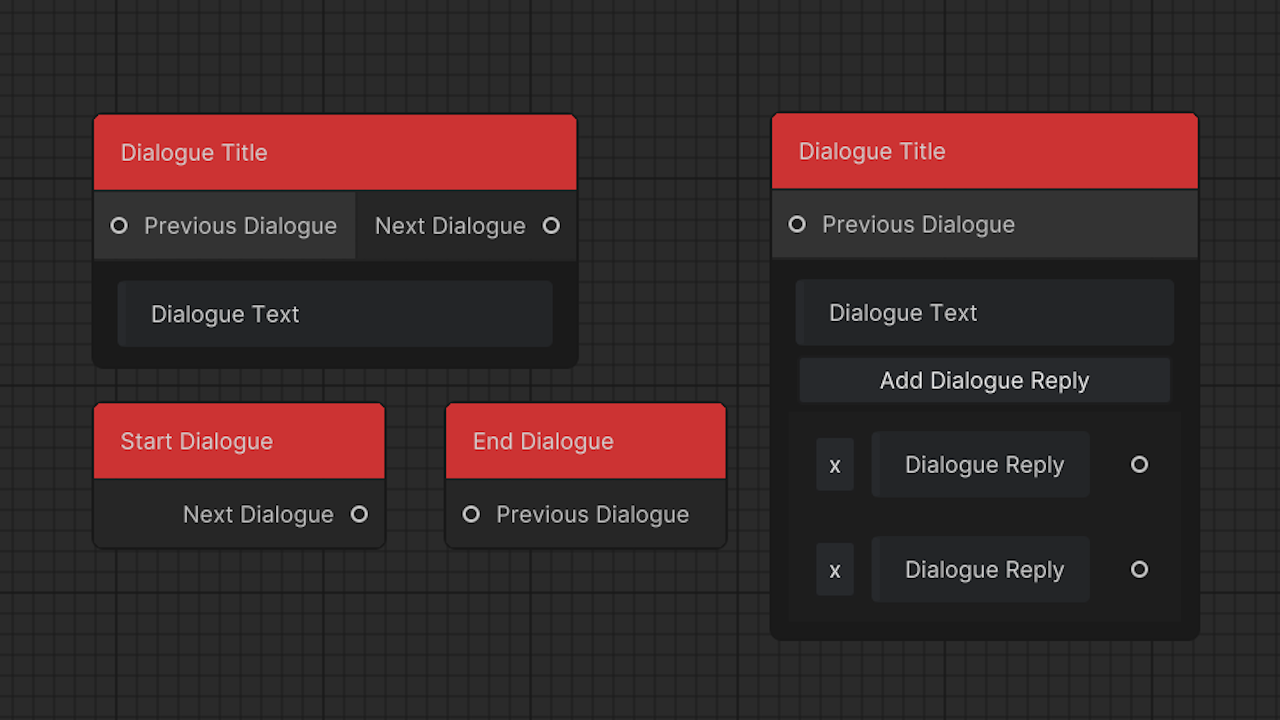 Dialogue Title
Previous Dialogue Next Dialogue
Dialogue Text
Start Dialogue
Next Dialogue
End Dialogue
Previous Dialogue
Dialogue Title
Previous Dialogue
Dialogue Text
Add Dialogue Reply
x Dialogue Reply
x Dialogue Reply